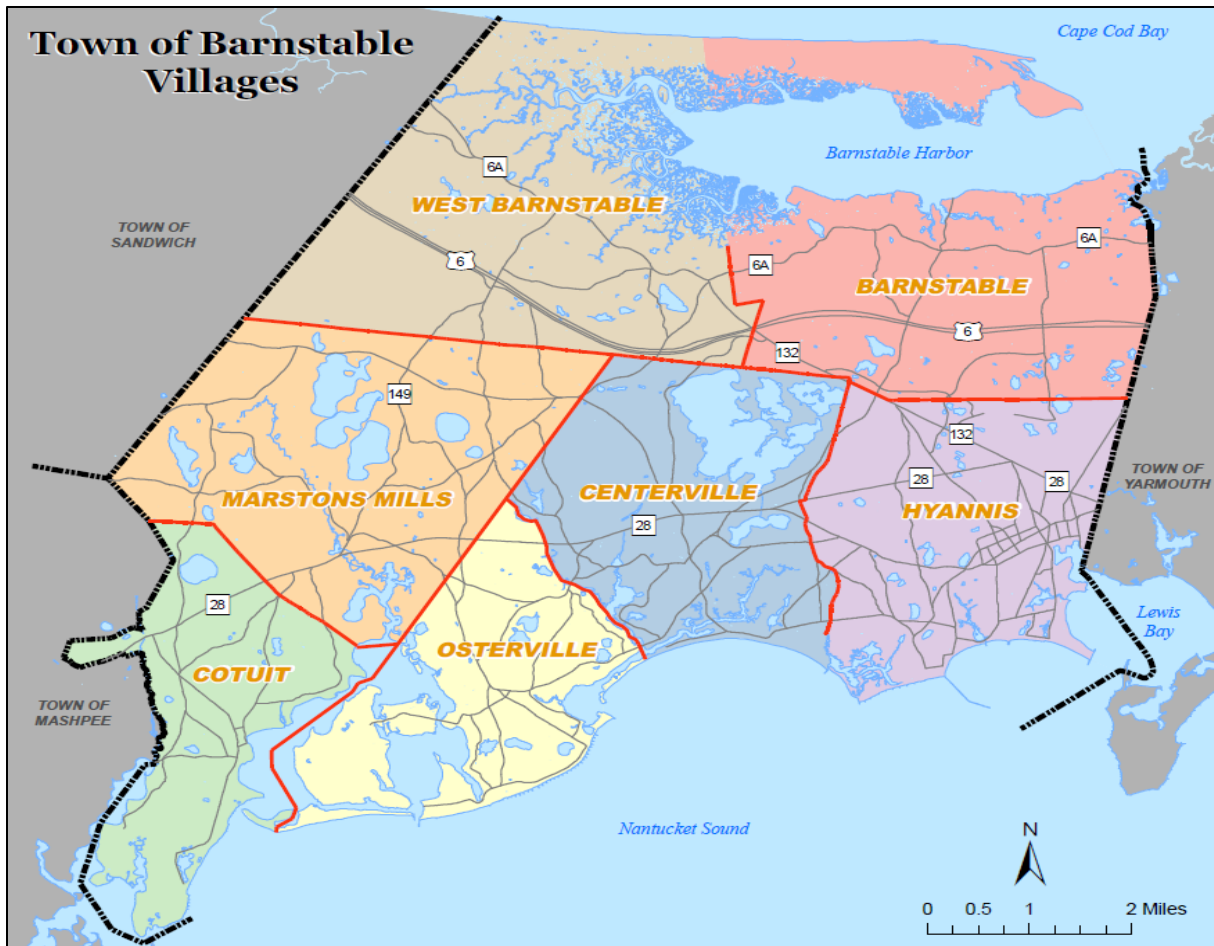 Town of Barnstable
Villages
Cape Cod Bay
Barnstable Harbor
6A
WEST BARNSTABLE
TOWN OF
SANDWICH
6
6A
6A
BARNSTABLE
6
132
149
132
MARSTONS MILLS
CENTERVILLE
28
28
28
HYANNIS
TOWN OF
YARMOUTH
28
Lewis
Bay
OSTERVILLE
COTUIT
TOWN OF
MASHPEE
Nantucket Sound
N
0 0.5 1 2 Miles